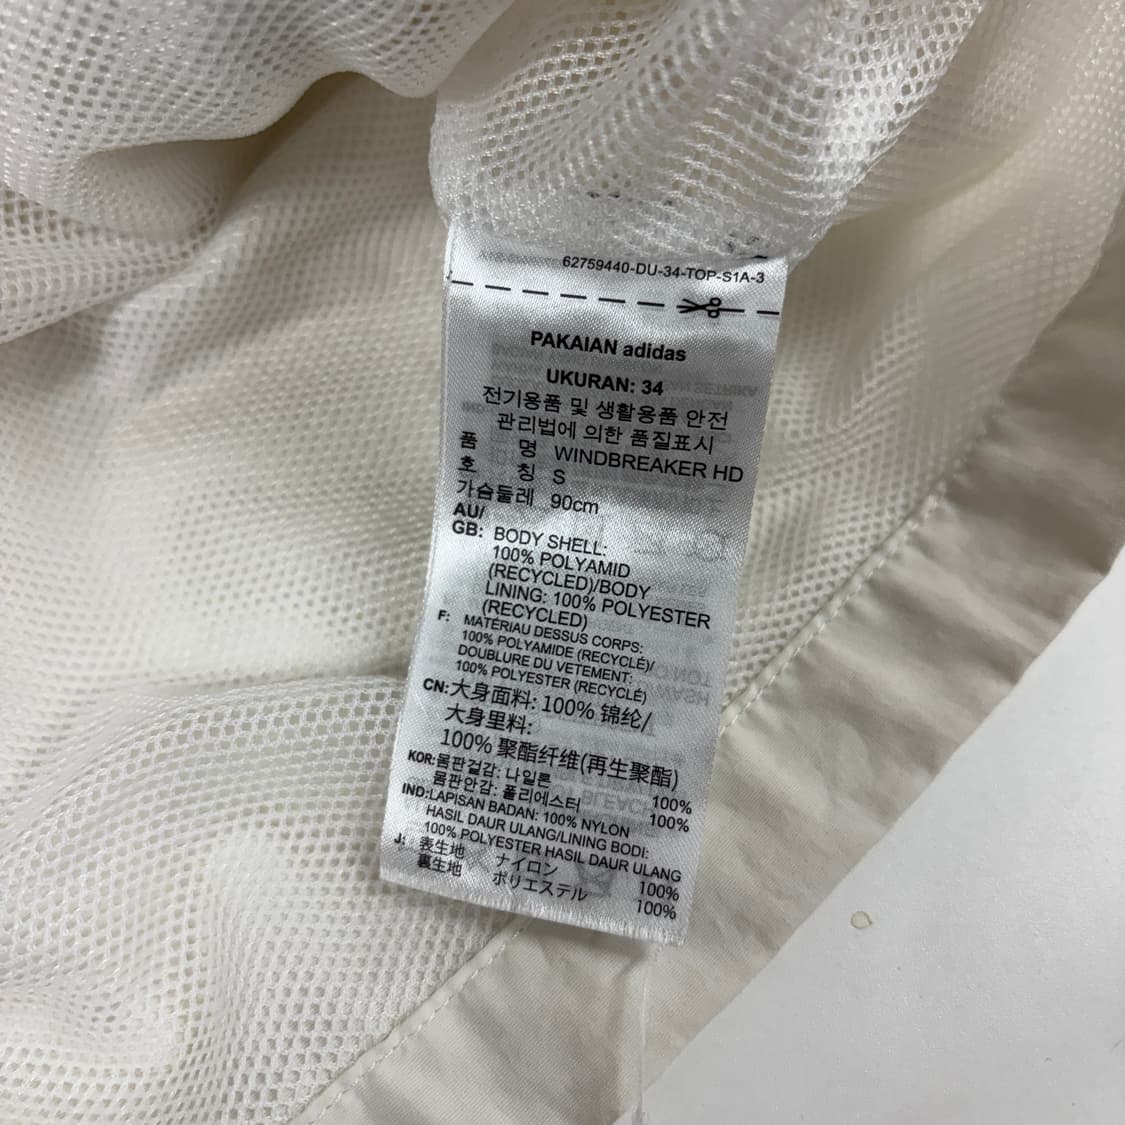 62759440-DU-34-TOP-S1A-3
PAKAIAN adidas
UKURAN: 34
전기용품 및 생활용품 안전
관리법에 의한 품질표시
품 명 WINDBREAKER HD
호 칭 S
가슴둘레 90cm
AU/
GB: BODY SHELL:
100% POLYAMID
(RECYCLED)/BODY
LINING: 100% POLYESTER
(RECYCLED)
F: MATÉRIAU DESSUS CORPS:
100% POLYAMIDE (RECYCLÉ)/
DOUBLURE DU VETEMENT:
100% POLYESTER (RECYCLÉ)
CN:大身面料: 100% 锦纶/
大身里料:
100% 聚酯纤维(再生聚酯)
KOR:몸판겉감: 나일론 100%
몸판안감: 폴리에스터 100%
IND:LAPISAN BADAN: 100% NYLON
HASIL DAUR ULANG/LINING BODI:
100% POLYESTER HASIL DAUR ULANG
J: 表生地 ナイロン 100%
裏生地 ポリエステル 100%